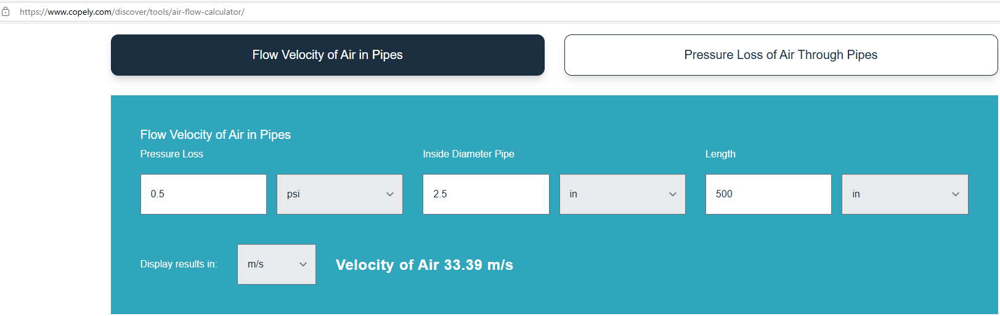 https://www.copely.com/discover/tools/air-flow-calculator/
Flow Velocity of Air in Pipes
Pressure Loss of Air Through Pipes
Flow Velocity of Air in Pipes
Pressure Loss
Inside Diameter Pipe
Length
0.5
psi
2.5
in
500
in
Display results in:
m/s
Velocity of Air 33.39 m/s